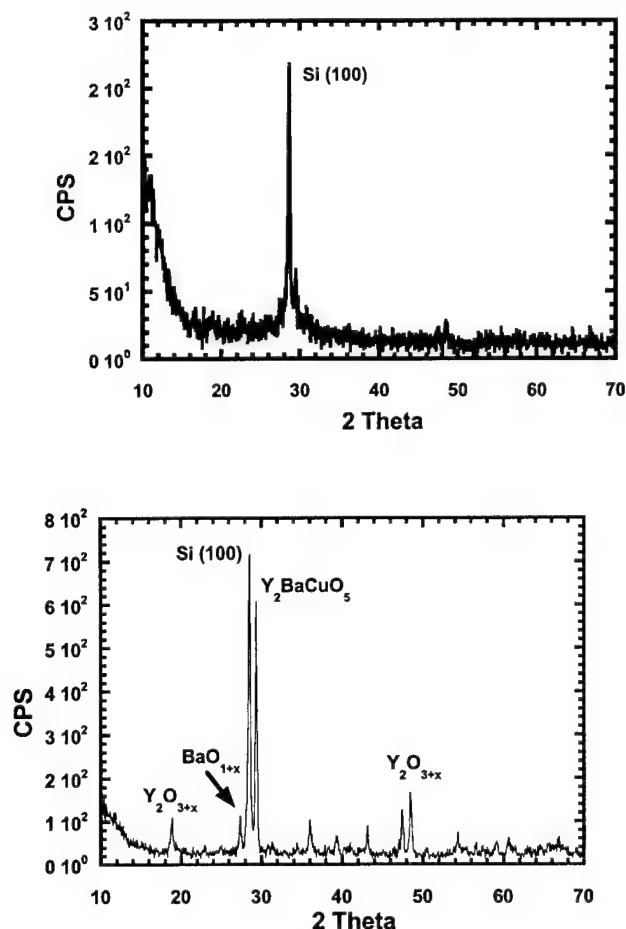 3 10²
2 10²
2 10²
1 10²
5 10¹
0 10⁰
CPS
Si (100)
10 20 30 40 50 60 70
2 Theta
8 10²
7 10²
6 10²
5 10²
4 10²
3 10²
2 10²
1 10²
0 10⁰
CPS
Si (100)
Y₂BaCuO₅
BaO₁₊ₓ
Y₂O₃₊ₓ
Y₂O₃₊ₓ
10 20 30 40 50 60 70
2 Theta